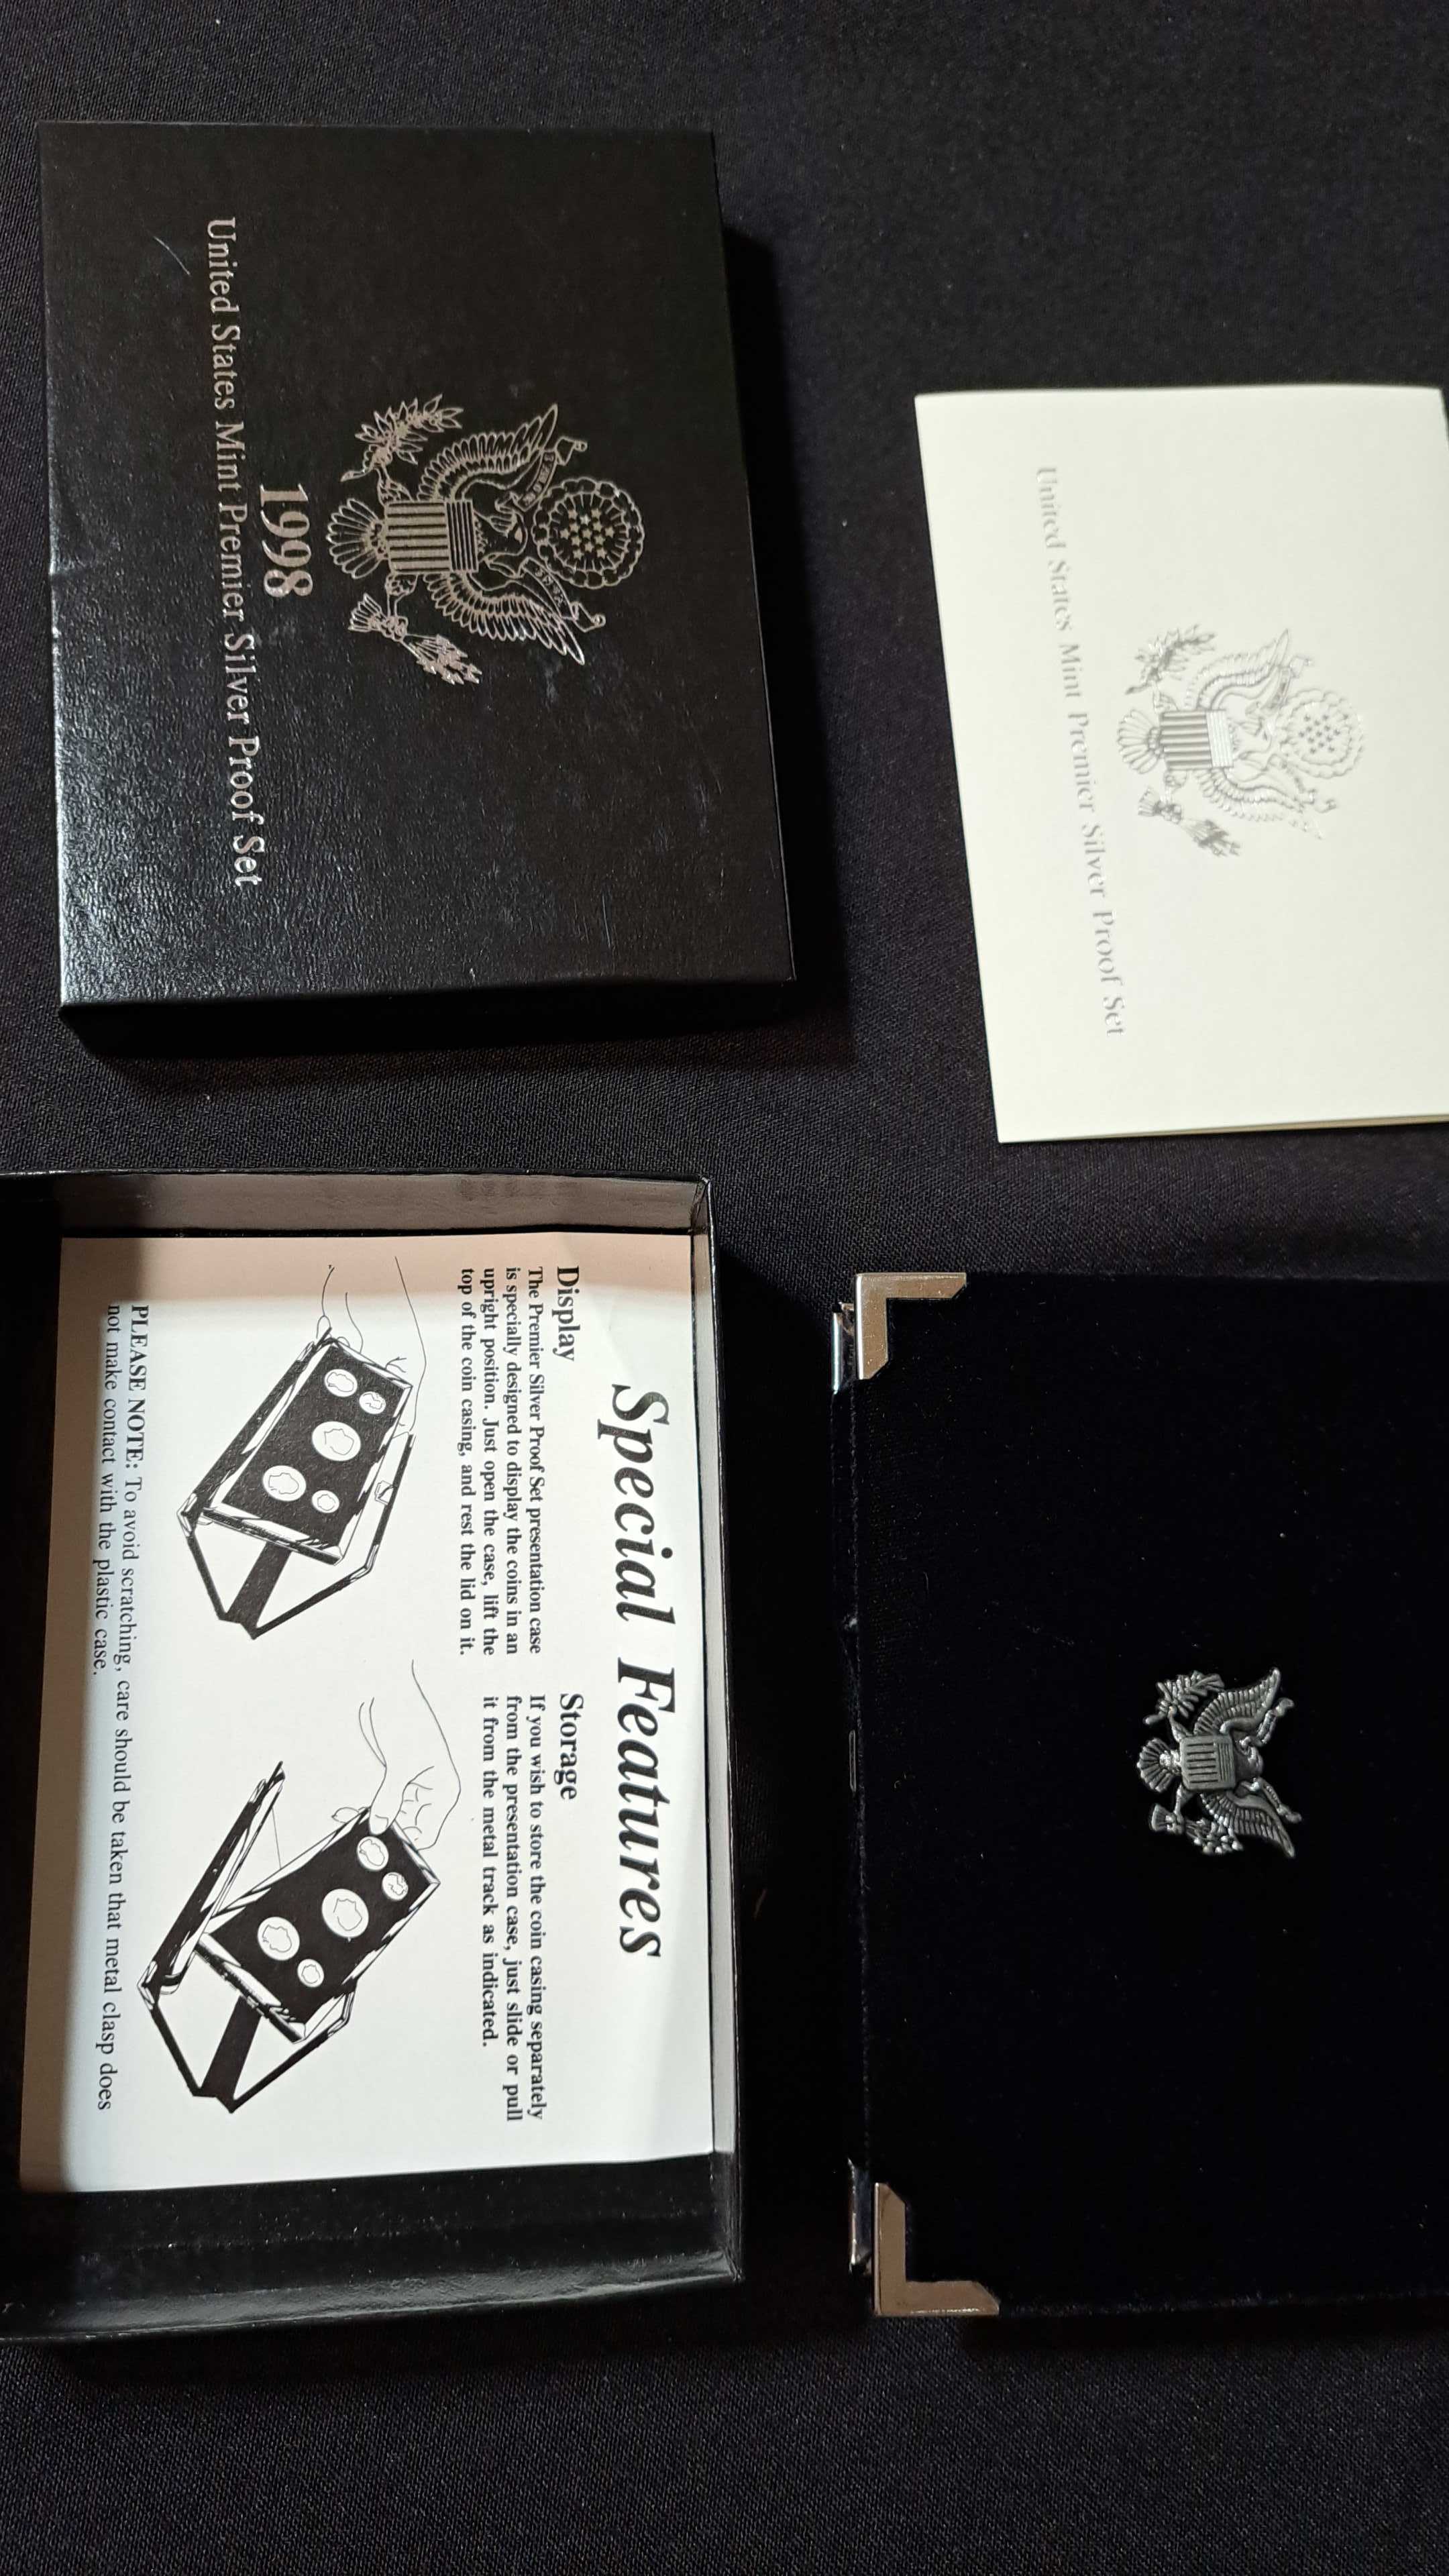 1998
United States Mint Premier Silver Proof Set
United States Mint Premier Silver Proof Set
Special Features
Display
The Premier Silver Proof Set presentation case
is specially designed to display the coins in an
upright position. Just open the case, lift the
top of the coin casing, and rest the lid on it.
Storage
If you wish to store the coin casing separately
from the presentation case, just slide or pull
it from the metal track as indicated.
PLEASE NOTE: To avoid scratching, care should be taken that metal clasp does
not make contact with the plastic case.